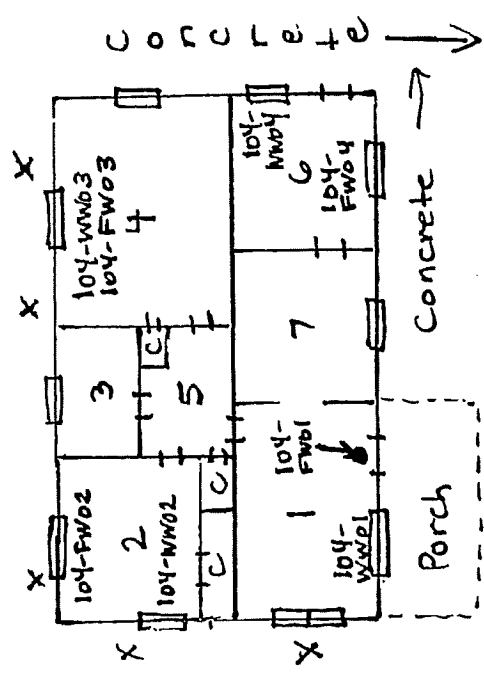 X X X
104-FW02
104-WW03
104-FW03
3
4
X
2
104-WW02
C
5
C
C
104-
WW04
X
1
104-
FW01
7
6
104-
FW04
104-
WW01
Porch
Concrete →
Concrete